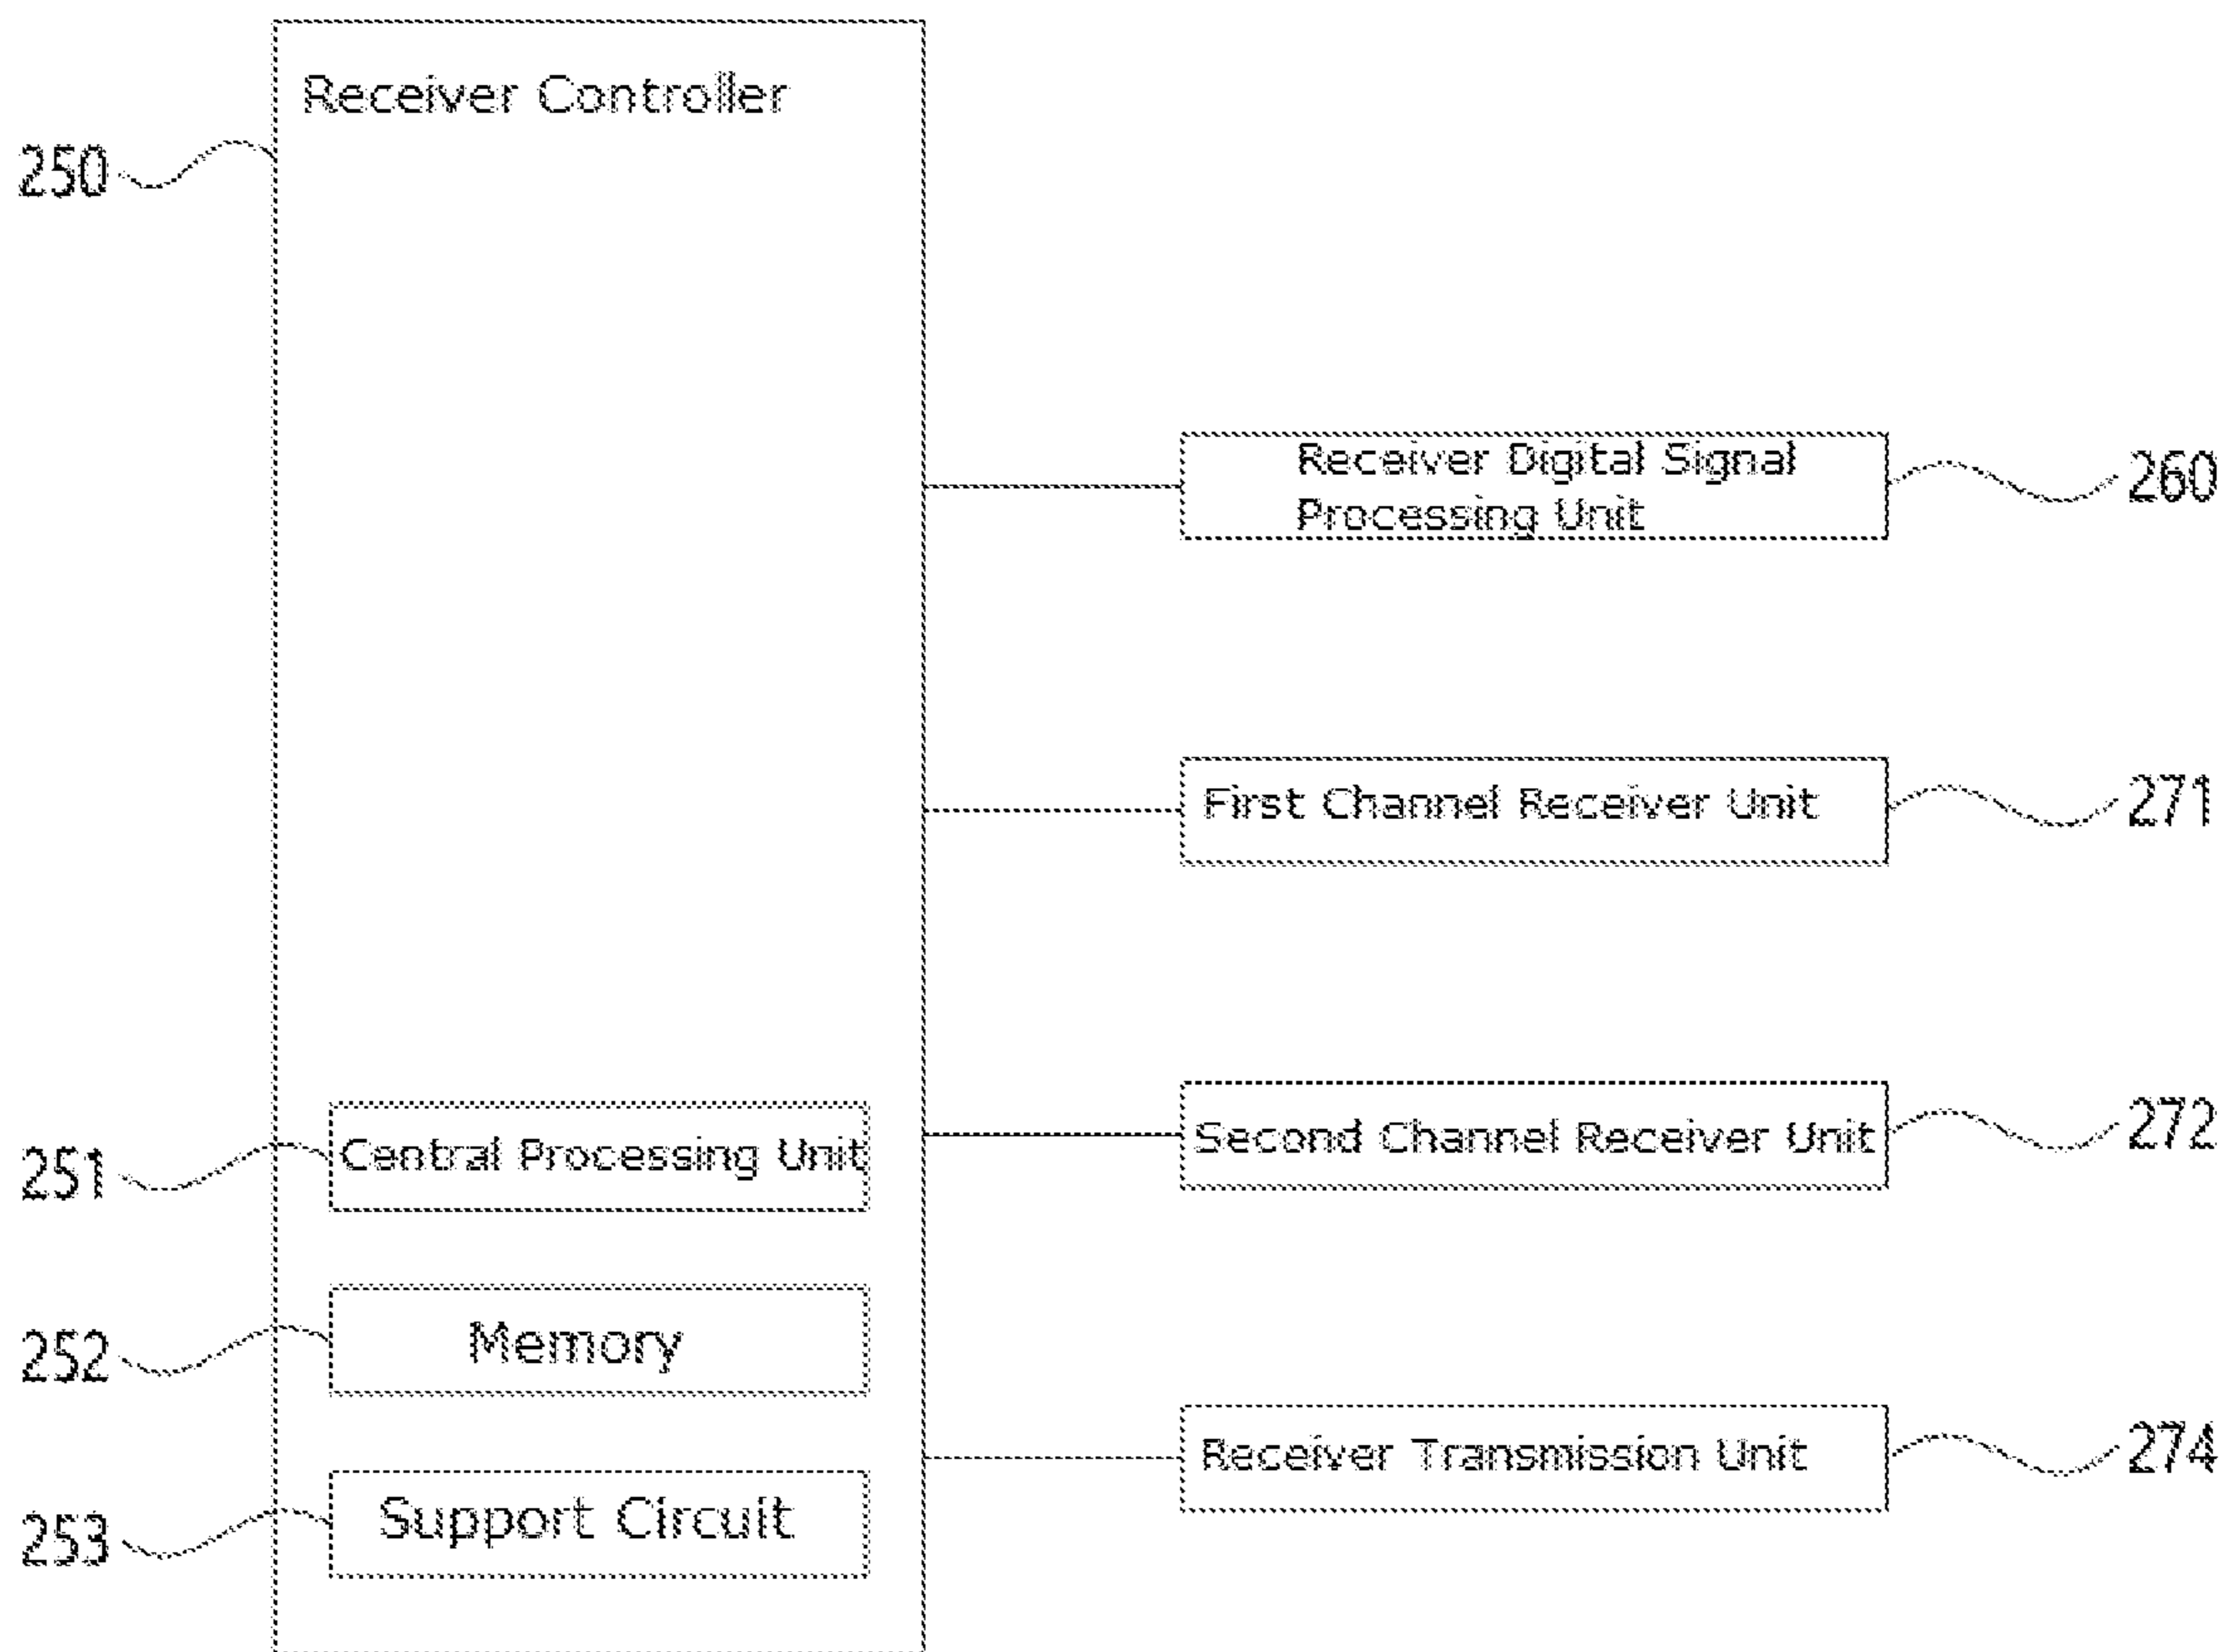 Receiver Controller
250
Receiver Digital Signal
Processing Unit
260
First Channel Receiver Unit
271
Central Processing Unit
251
Second Channel Receiver Unit
272
Memory
252
Receiver Transmission Unit
274
Support Circuit
253